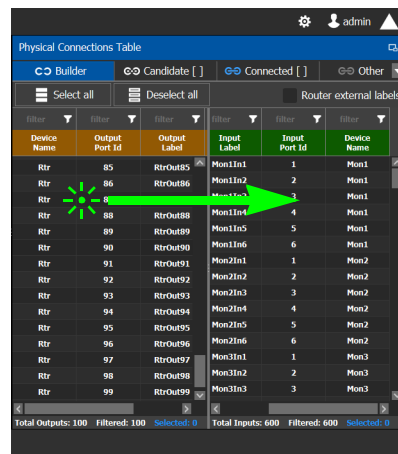 admin
Physical Connections Table
Builder Candidate [ ] Connected [ ] Other
Select all Deselect all Router external labels
filter filter filter filter filter filter
Device Name Output Port Id Output Label Input Label Input Port Id Device Name
Rtr 85 RtrOut85 Mon1In1 1 Mon1
Rtr 86 RtrOut86 Mon1In2 2 Mon1
Rtr Mon1
Rtr 88 RtrOut88 Mon1In4 4 Mon1
Rtr 89 RtrOut89 Mon1In5 5 Mon1
Rtr 90 RtrOut90 Mon1In6 6 Mon1
Rtr 91 RtrOut91 Mon2In1 1 Mon2
Rtr 92 RtrOut92 Mon2In2 2 Mon2
Rtr 93 RtrOut93 Mon2In3 3 Mon2
Rtr 94 RtrOut94 Mon2In4 4 Mon2
Rtr 95 RtrOut95 Mon2In5 5 Mon2
Rtr 96 RtrOut96 Mon2In6 6 Mon2
Rtr 97 RtrOut97 Mon3In1 1 Mon3
Rtr 98 RtrOut98 Mon3In2 2 Mon3
Rtr 99 RtrOut99 Mon3In3 3 Mon3
Total Outputs: 100 Filtered: 100 Selected: 0 Total Inputs: 600 Filtered: 600 Selected: 0